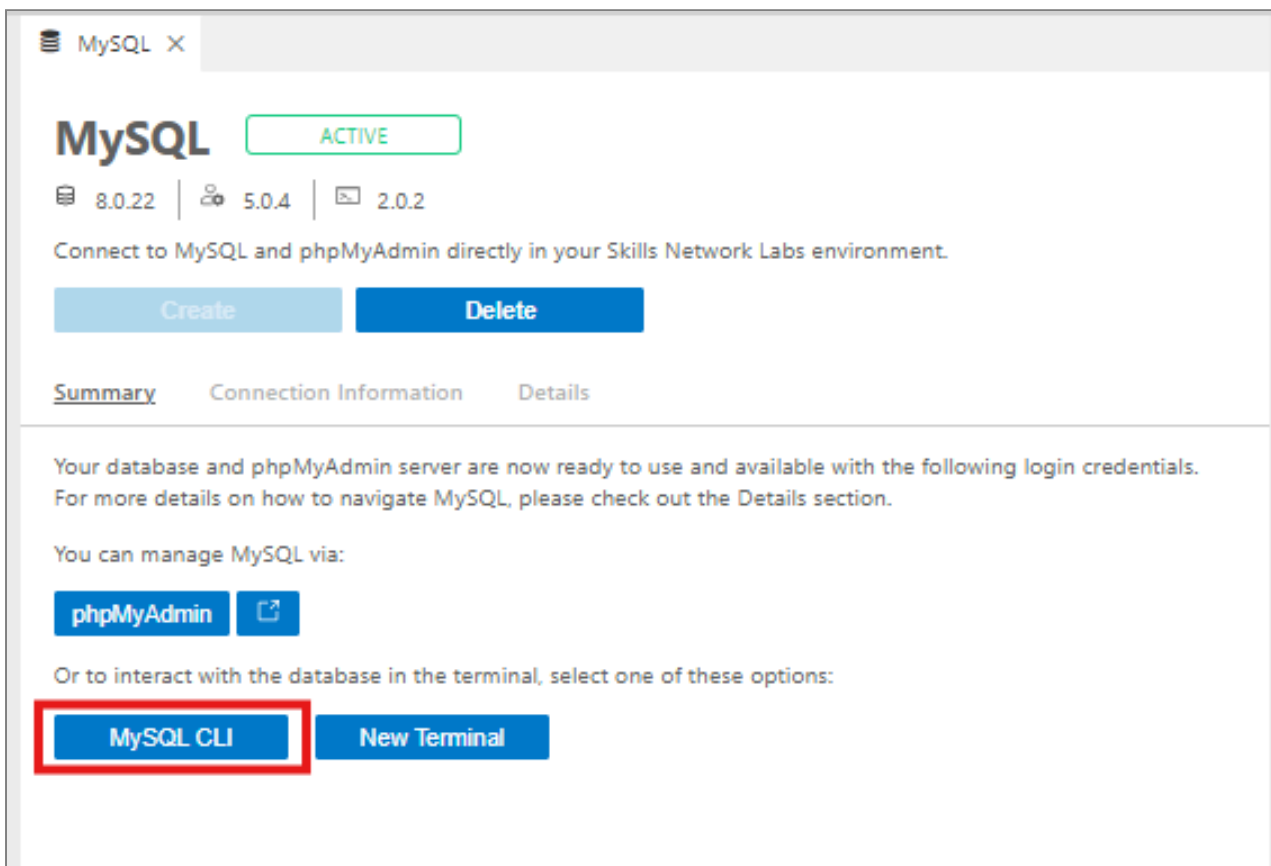 MySQL
MySQL ACTIVE
8.0.22 5.0.4 2.0.2
Connect to MySQL and phpMyAdmin directly in your Skills Network Labs environment.
Create Delete
Summary Connection Information Details
Your database and phpMyAdmin server are now ready to use and available with the following login credentials.
For more details on how to navigate MySQL, please check out the Details section.
You can manage MySQL via:
phpMyAdmin
Or to interact with the database in the terminal, select one of these options:
MySQL CLI New Terminal